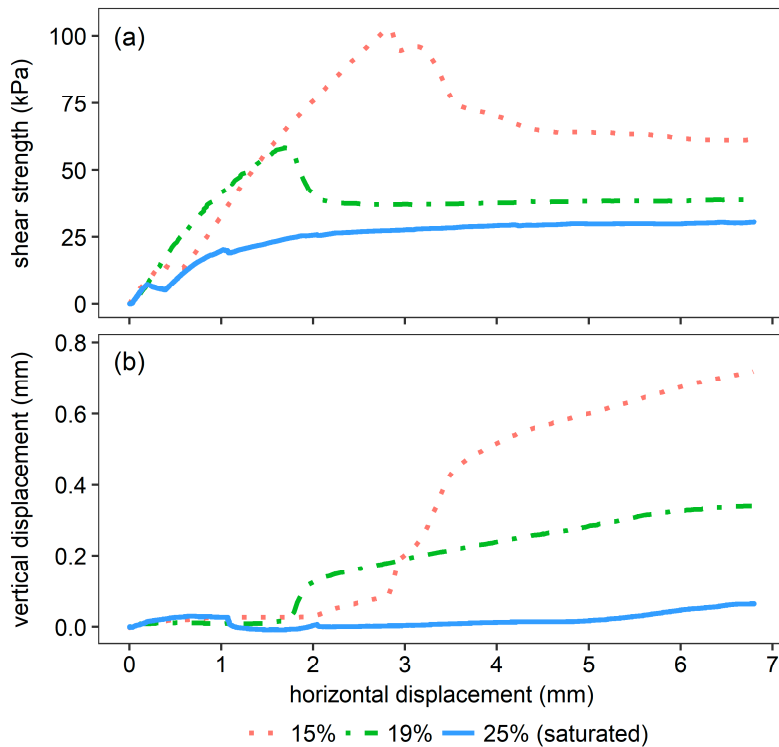 (a)
shear strength (kPa)
100
75
50
25
0
(b)
vertical displacement (mm)
0.8
0.6
0.4
0.2
0.0
0 1 2 3 4 5 6 7
horizontal displacement (mm)
15% 19% 25% (saturated)